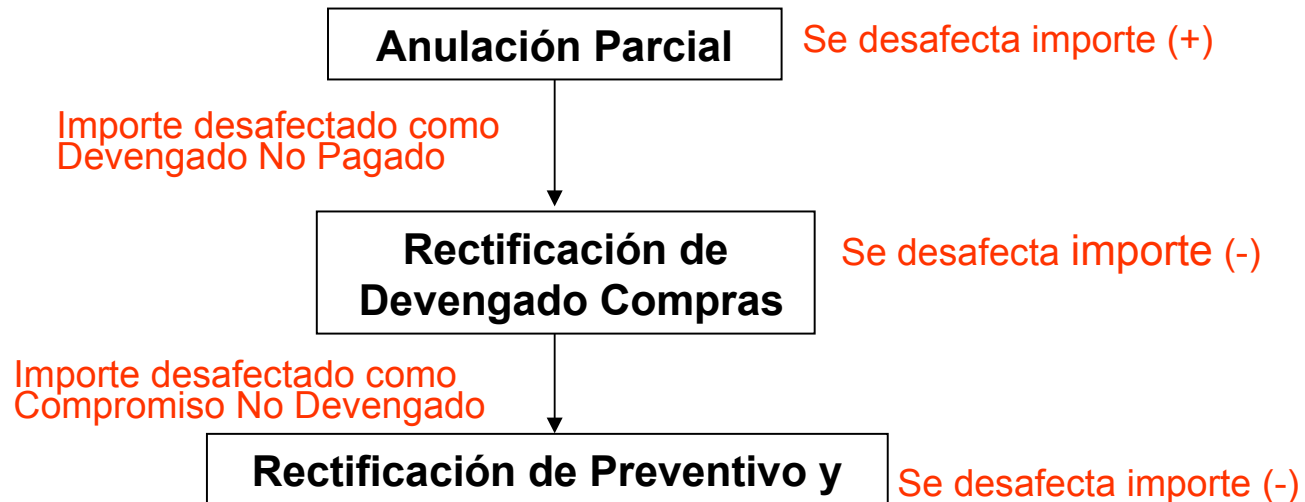 Anulación Parcial
Se desafecta importe (+)
Importe desafectado como
Devengado No Pagado
Rectificación de
Devengado Compras
Se desafecta importe (-)
Importe desafectado como
Compromiso No Devengado
Rectificación de Preventivo y
Se desafecta importe (-)